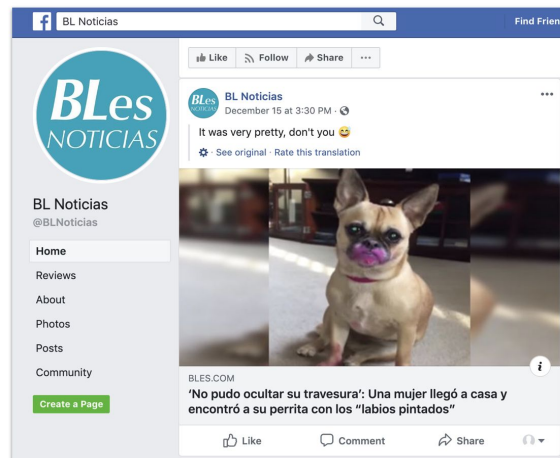 BL Noticias
Find Frien
BLes
NOTICIAS
BL Noticias
@BLNoticias
Home
Reviews
About
Photos
Posts
Community
Create a Page
Like
Follow
Share
BLes
NOTICIAS
BL Noticias
December 15 at 3:30 PM ·
It was very pretty, don't you
· See original · Rate this translation
BLES.COM
‘No pudo ocultar su travesura’: Una mujer llegó a casa y
encontró a su perrita con los “labios pintados”
Like
Comment
Share